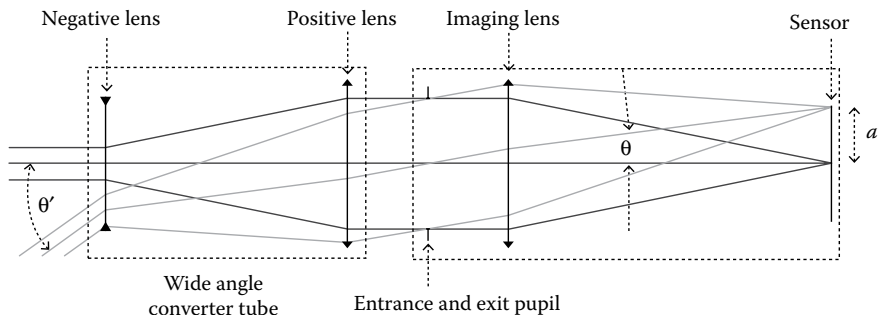 Negative lens
Positive lens
Imaging lens
Sensor
a
θ
θ′
Wide angle
converter tube
Entrance and exit pupil